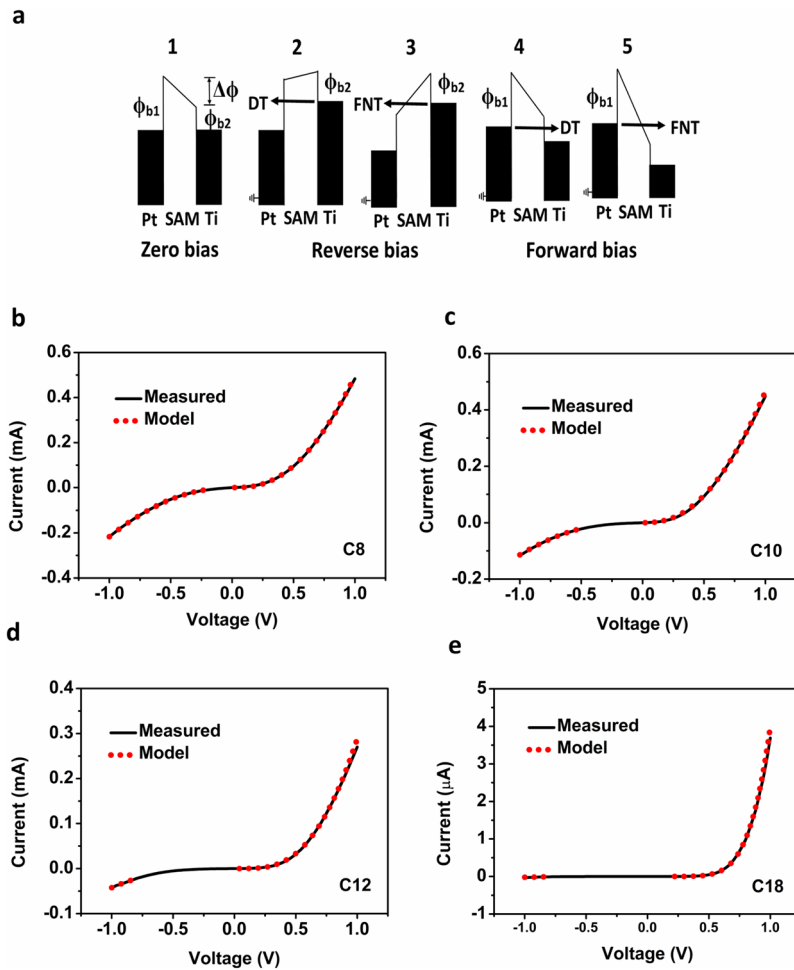 a
1 2 3 4 5
ϕb1 Δϕ ϕb2 DT ϕb2 FNT ϕb2 ϕb1 DT ϕb1 FNT
Pt SAM Ti Pt SAM Ti Pt SAM Ti Pt SAM Ti Pt SAM Ti
Zero bias Reverse bias Forward bias
b
0.6
0.4
0.2
0.0
-0.2
-0.4
Current (mA)
Measured
Model
C8
-1.0 -0.5 0.0 0.5 1.0
Voltage (V)
c
0.6
0.4
0.2
0.0
-0.2
Current (mA)
Measured
Model
C10
-1.0 -0.5 0.0 0.5 1.0
Voltage (V)
d
0.4
0.3
0.2
0.1
0.0
-0.1
Current (mA)
Measured
Model
C12
-1.0 -0.5 0.0 0.5 1.0
Voltage (V)
e
5
4
3
2
1
0
-1
Current (μA)
Measured
Model
C18
-1.0 -0.5 0.0 0.5 1.0
Voltage (V)